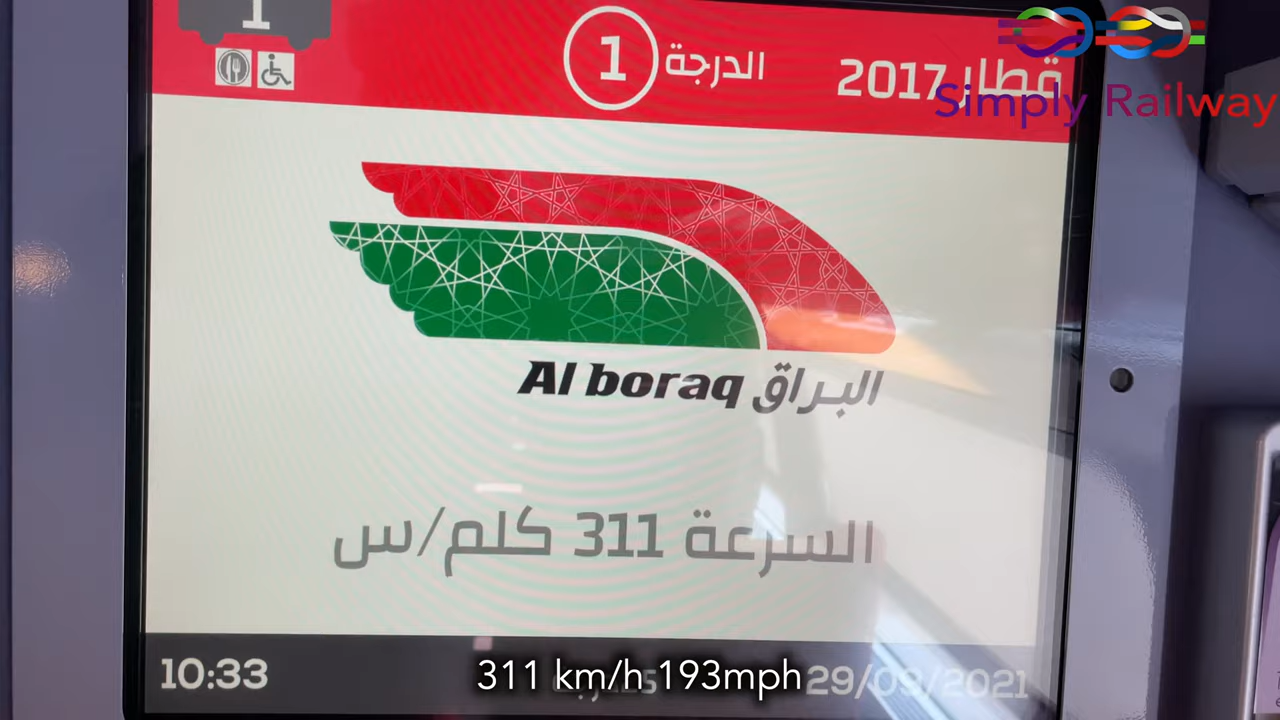 1
الدرجة 1
قطار 2017
Simply Railway
Al boraq البراق
السرعة 311 كلم/س
10:33
311 km/h 193mph
29/09/2021